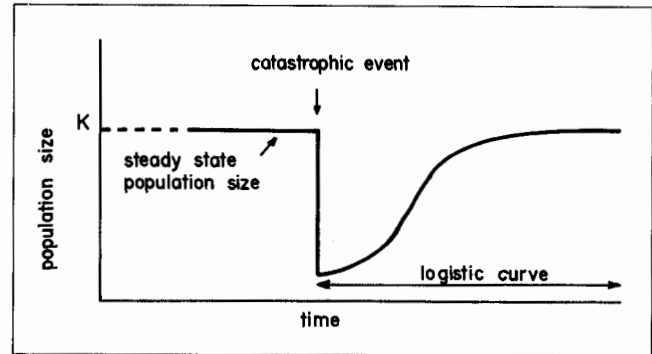 catastrophic event
K
steady state
population size
population size
logistic curve
time